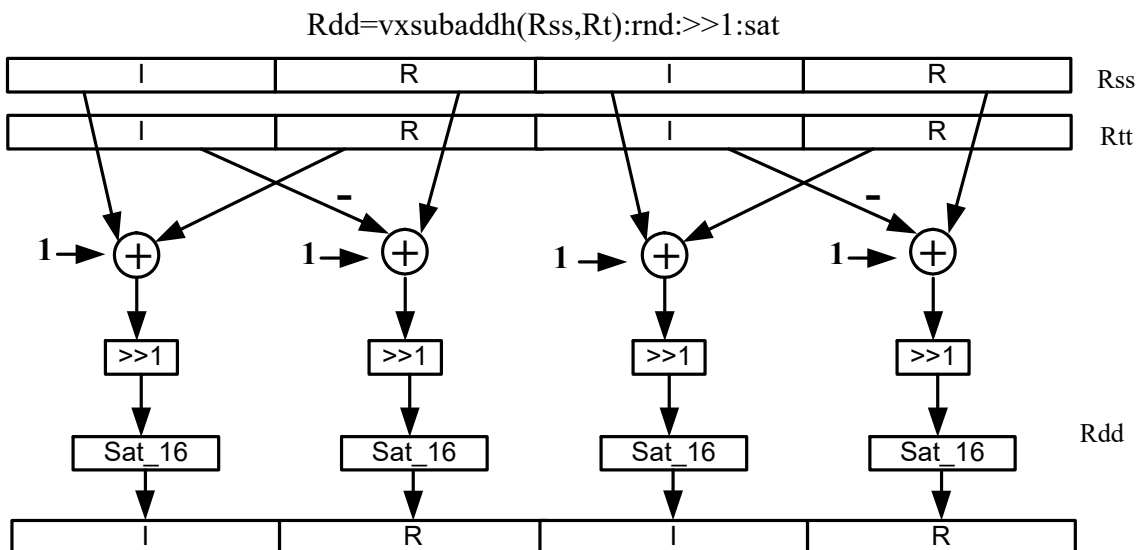 Rdd=vxsubaddh(Rss,Rt):rnd:>>1:sat
I R I R Rss
I R I R Rtt
- -
1 + 1 + 1 + 1 +
>>1 >>1 >>1 >>1
Sat_16 Sat_16 Sat_16 Sat_16 Rdd
I R I R